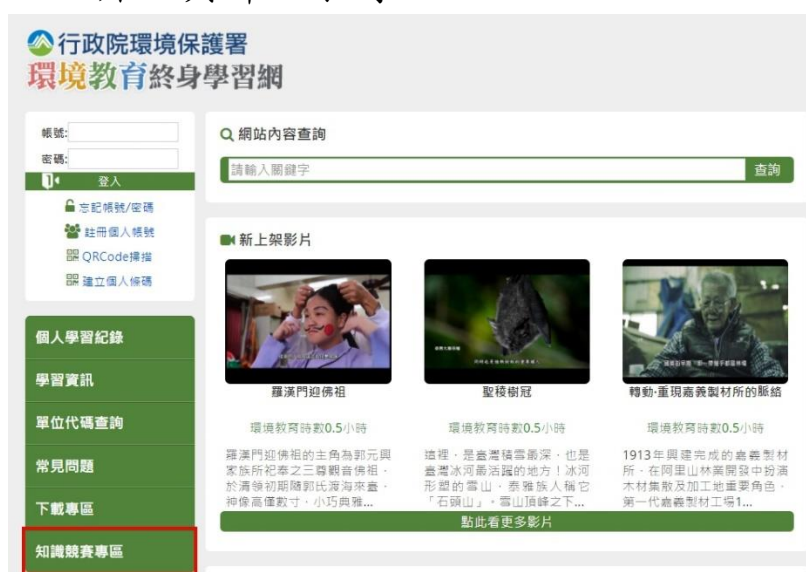 行政院環境保護署
環境教育終身學習網
帳號:
密碼:
登入
忘記帳號/密碼
註冊個人帳號
QRCode掃描
建立個人條碼
個人學習紀錄
學習資訊
單位代碼查詢
常見問題
下載專區
知識競賽專區
網站內容查詢
請輸入關鍵字
查詢
新上架影片
羅漢門迎佛祖
環境教育時數0.5小時
羅漢門迎佛祖的主角為郭元興
家族所祀奉之三尊觀音佛祖，
於清領初期隨郭氏渡海來臺，
神像高僅數寸，小巧典雅...
聖稜樹冠
環境教育時數0.5小時
這裡，是臺灣積雪最深，也是
臺灣冰河最活躍的地方！冰河
形塑的雪山，泰雅族人稱它
「石頭山」。雪山頂峰之下...
轉動‧重現嘉義製材所的脈絡
環境教育時數0.5小時
1913年興建完成的嘉義製材
所，在阿里山林業開發中扮演
木材集散及加工地重要角色。
第一代嘉義製材工場1...
點此看更多影片